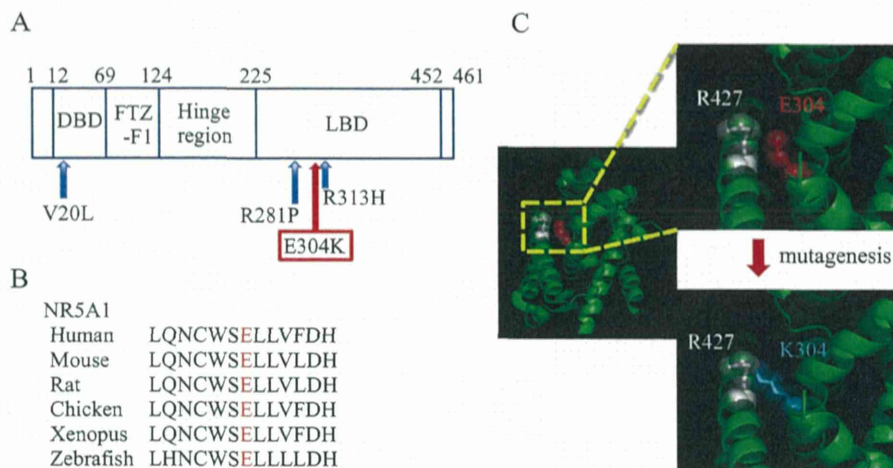 A
1 12 69 124 225 452 461
DBD
FTZ
-F1
Hinge
region
LBD
V20L
R281P
R313H
E304K
B
NR5A1
Human LQNCWSELLVFDH
Mouse LQNCWSELLVLDH
Rat LQNCWSELLVLDH
Chicken LQNCWSELLVFDH
Xenopus LQNCWSELLVFDH
Zebrafish LHNCWSELLLLDH
C
R427
E304
mutagenesis
R427
K304